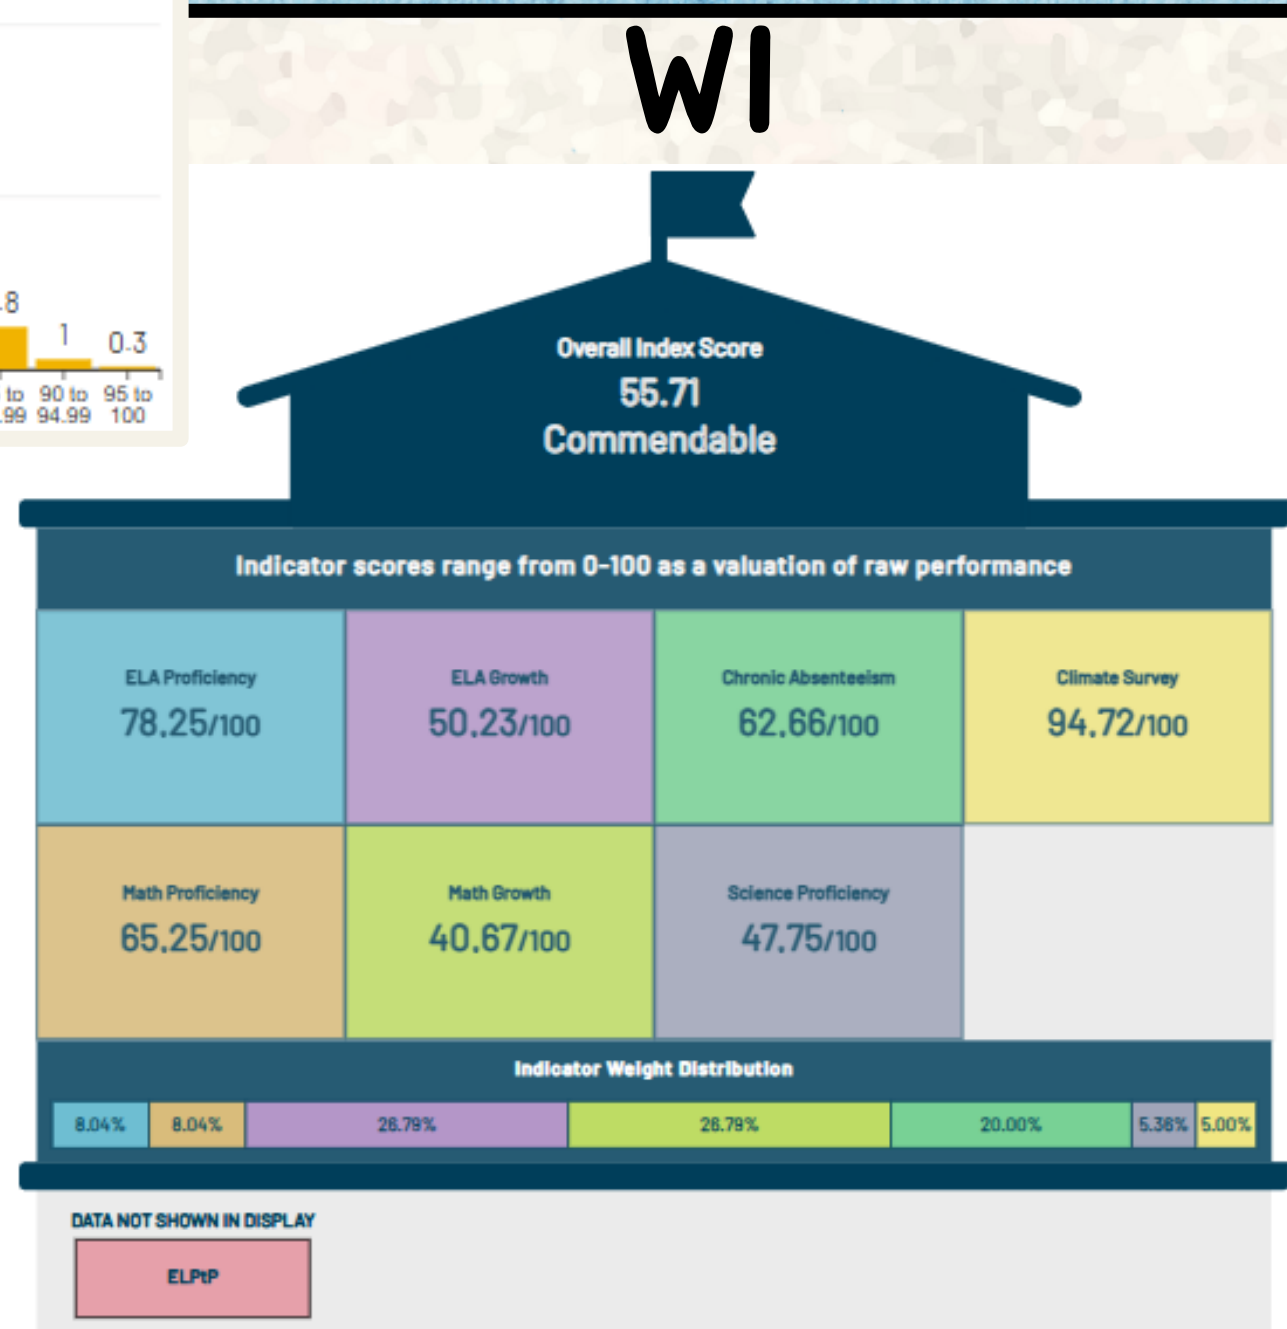 WI
.8
1
0.3
to 90 to 95 to
.99 94.99 100
Overall Index Score
55.71
Commendable
Indicator scores range from 0-100 as a valuation of raw performance
ELA Proficiency
78.25/100
ELA Growth
50.23/100
Chronic Absenteeism
62.66/100
Climate Survey
94.72/100
Math Proficiency
65.25/100
Math Growth
40.67/100
Science Proficiency
47.75/100
Indicator Weight Distribution
8.04% 8.04% 26.79% 26.79% 20.00% 5.36% 5.00%
DATA NOT SHOWN IN DISPLAY
ELPtP